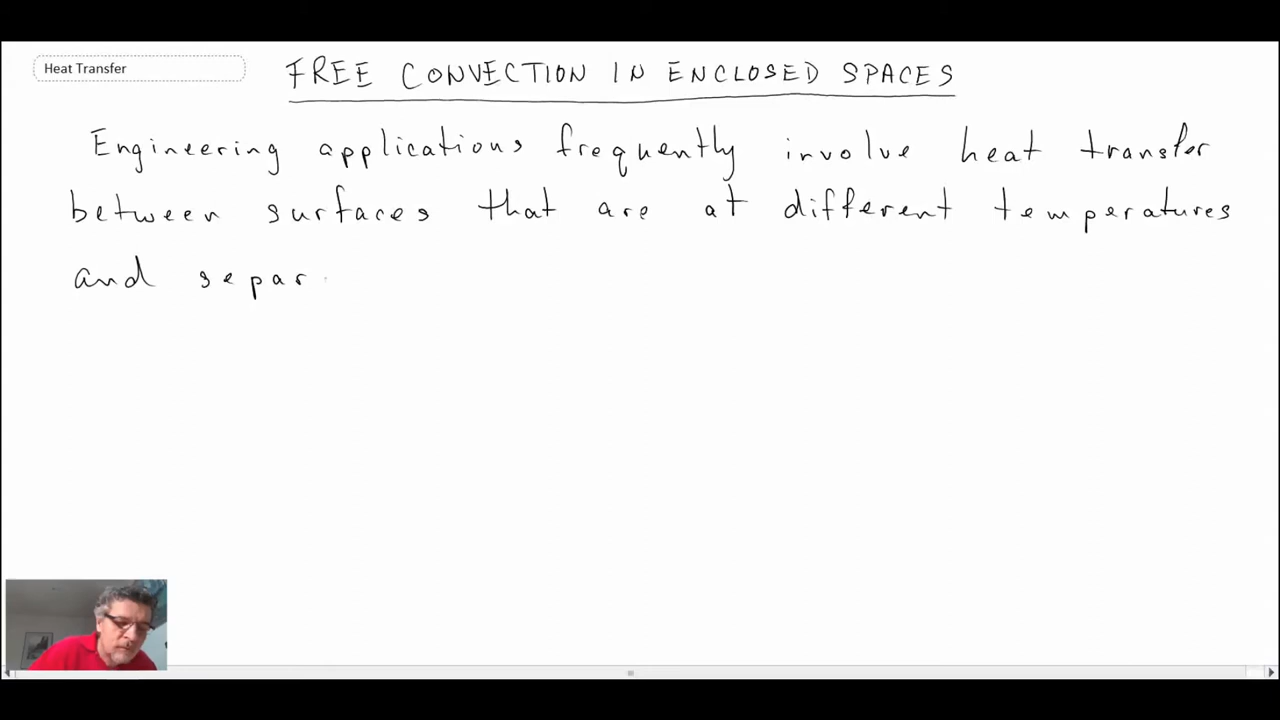 Heat Transfer
FREE CONVECTION IN ENCLOSED SPACES
Engineering applications frequently involve heat transfer
between surfaces that are at different temperatures
and separ